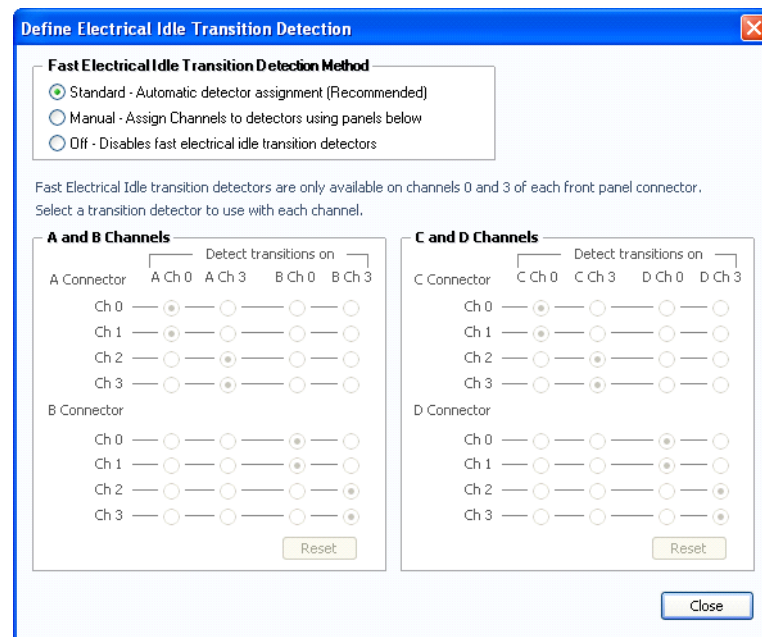 Define Electrical Idle Transition Detection
Fast Electrical Idle Transition Detection Method
Standard - Automatic detector assignment (Recommended)
Manual - Assign Channels to detectors using panels below
Off - Disables fast electrical idle transition detectors
Fast Electrical Idle transition detectors are only available on channels 0 and 3 of each front panel connector.
Select a transition detector to use with each channel.
A and B Channels
Detect transitions on
A Connector A Ch 0 A Ch 3 B Ch 0 B Ch 3
Ch 0
Ch 1
Ch 2
Ch 3
B Connector
Ch 0
Ch 1
Ch 2
Ch 3
Reset
C and D Channels
Detect transitions on
C Connector C Ch 0 C Ch 3 D Ch 0 D Ch 3
Ch 0
Ch 1
Ch 2
Ch 3
D Connector
Ch 0
Ch 1
Ch 2
Ch 3
Reset
Close